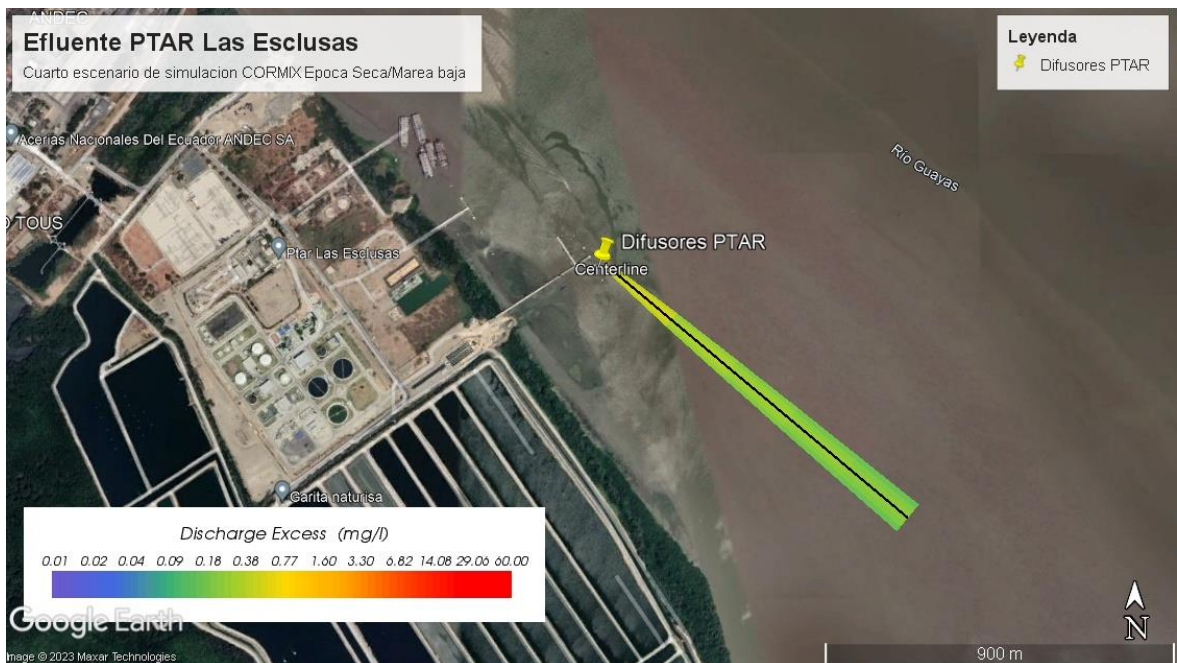 ANDEC
Efluente PTAR Las Esclusas
Cuarto escenario de simulacion CORMIX Epoca Seca/Marea baja
Leyenda
Difusores PTAR
Acerias Nacionales Del Ecuador ANDEC SA
Río Guayas
O TOUS
Ptar Las Esclusas
Difusores PTAR
Centerline
Garita naturisa
Discharge Excess (mg/l)
0.01 0.02 0.04 0.09 0.18 0.38 0.77 1.60 3.30 6.82 14.08 29.06 60.00
Google Earth
Image © 2023 Maxar Technologies
N
900 m